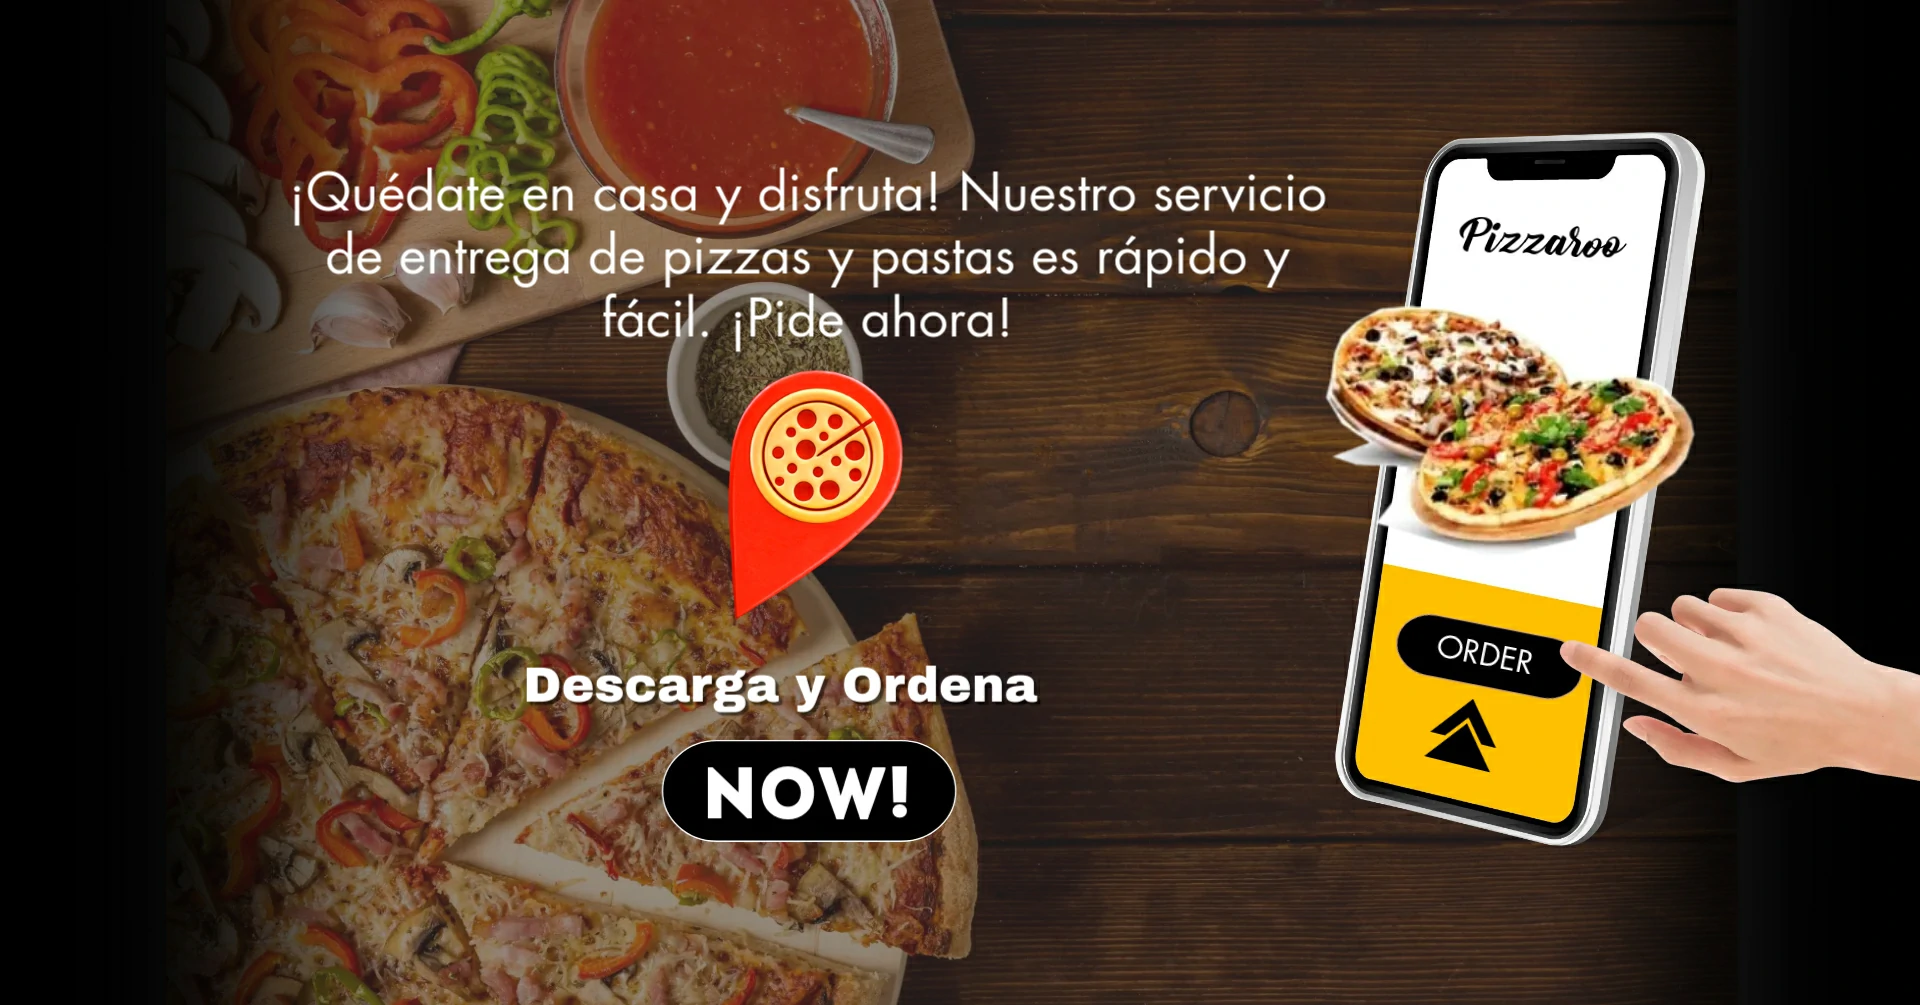 ¡Quédate en casa y disfruta! Nuestro servicio
de entrega de pizzas y pastas es rápido y
fácil. ¡Pide ahora!
Descarga y Ordena
NOW!
Pizzaroo
ORDER